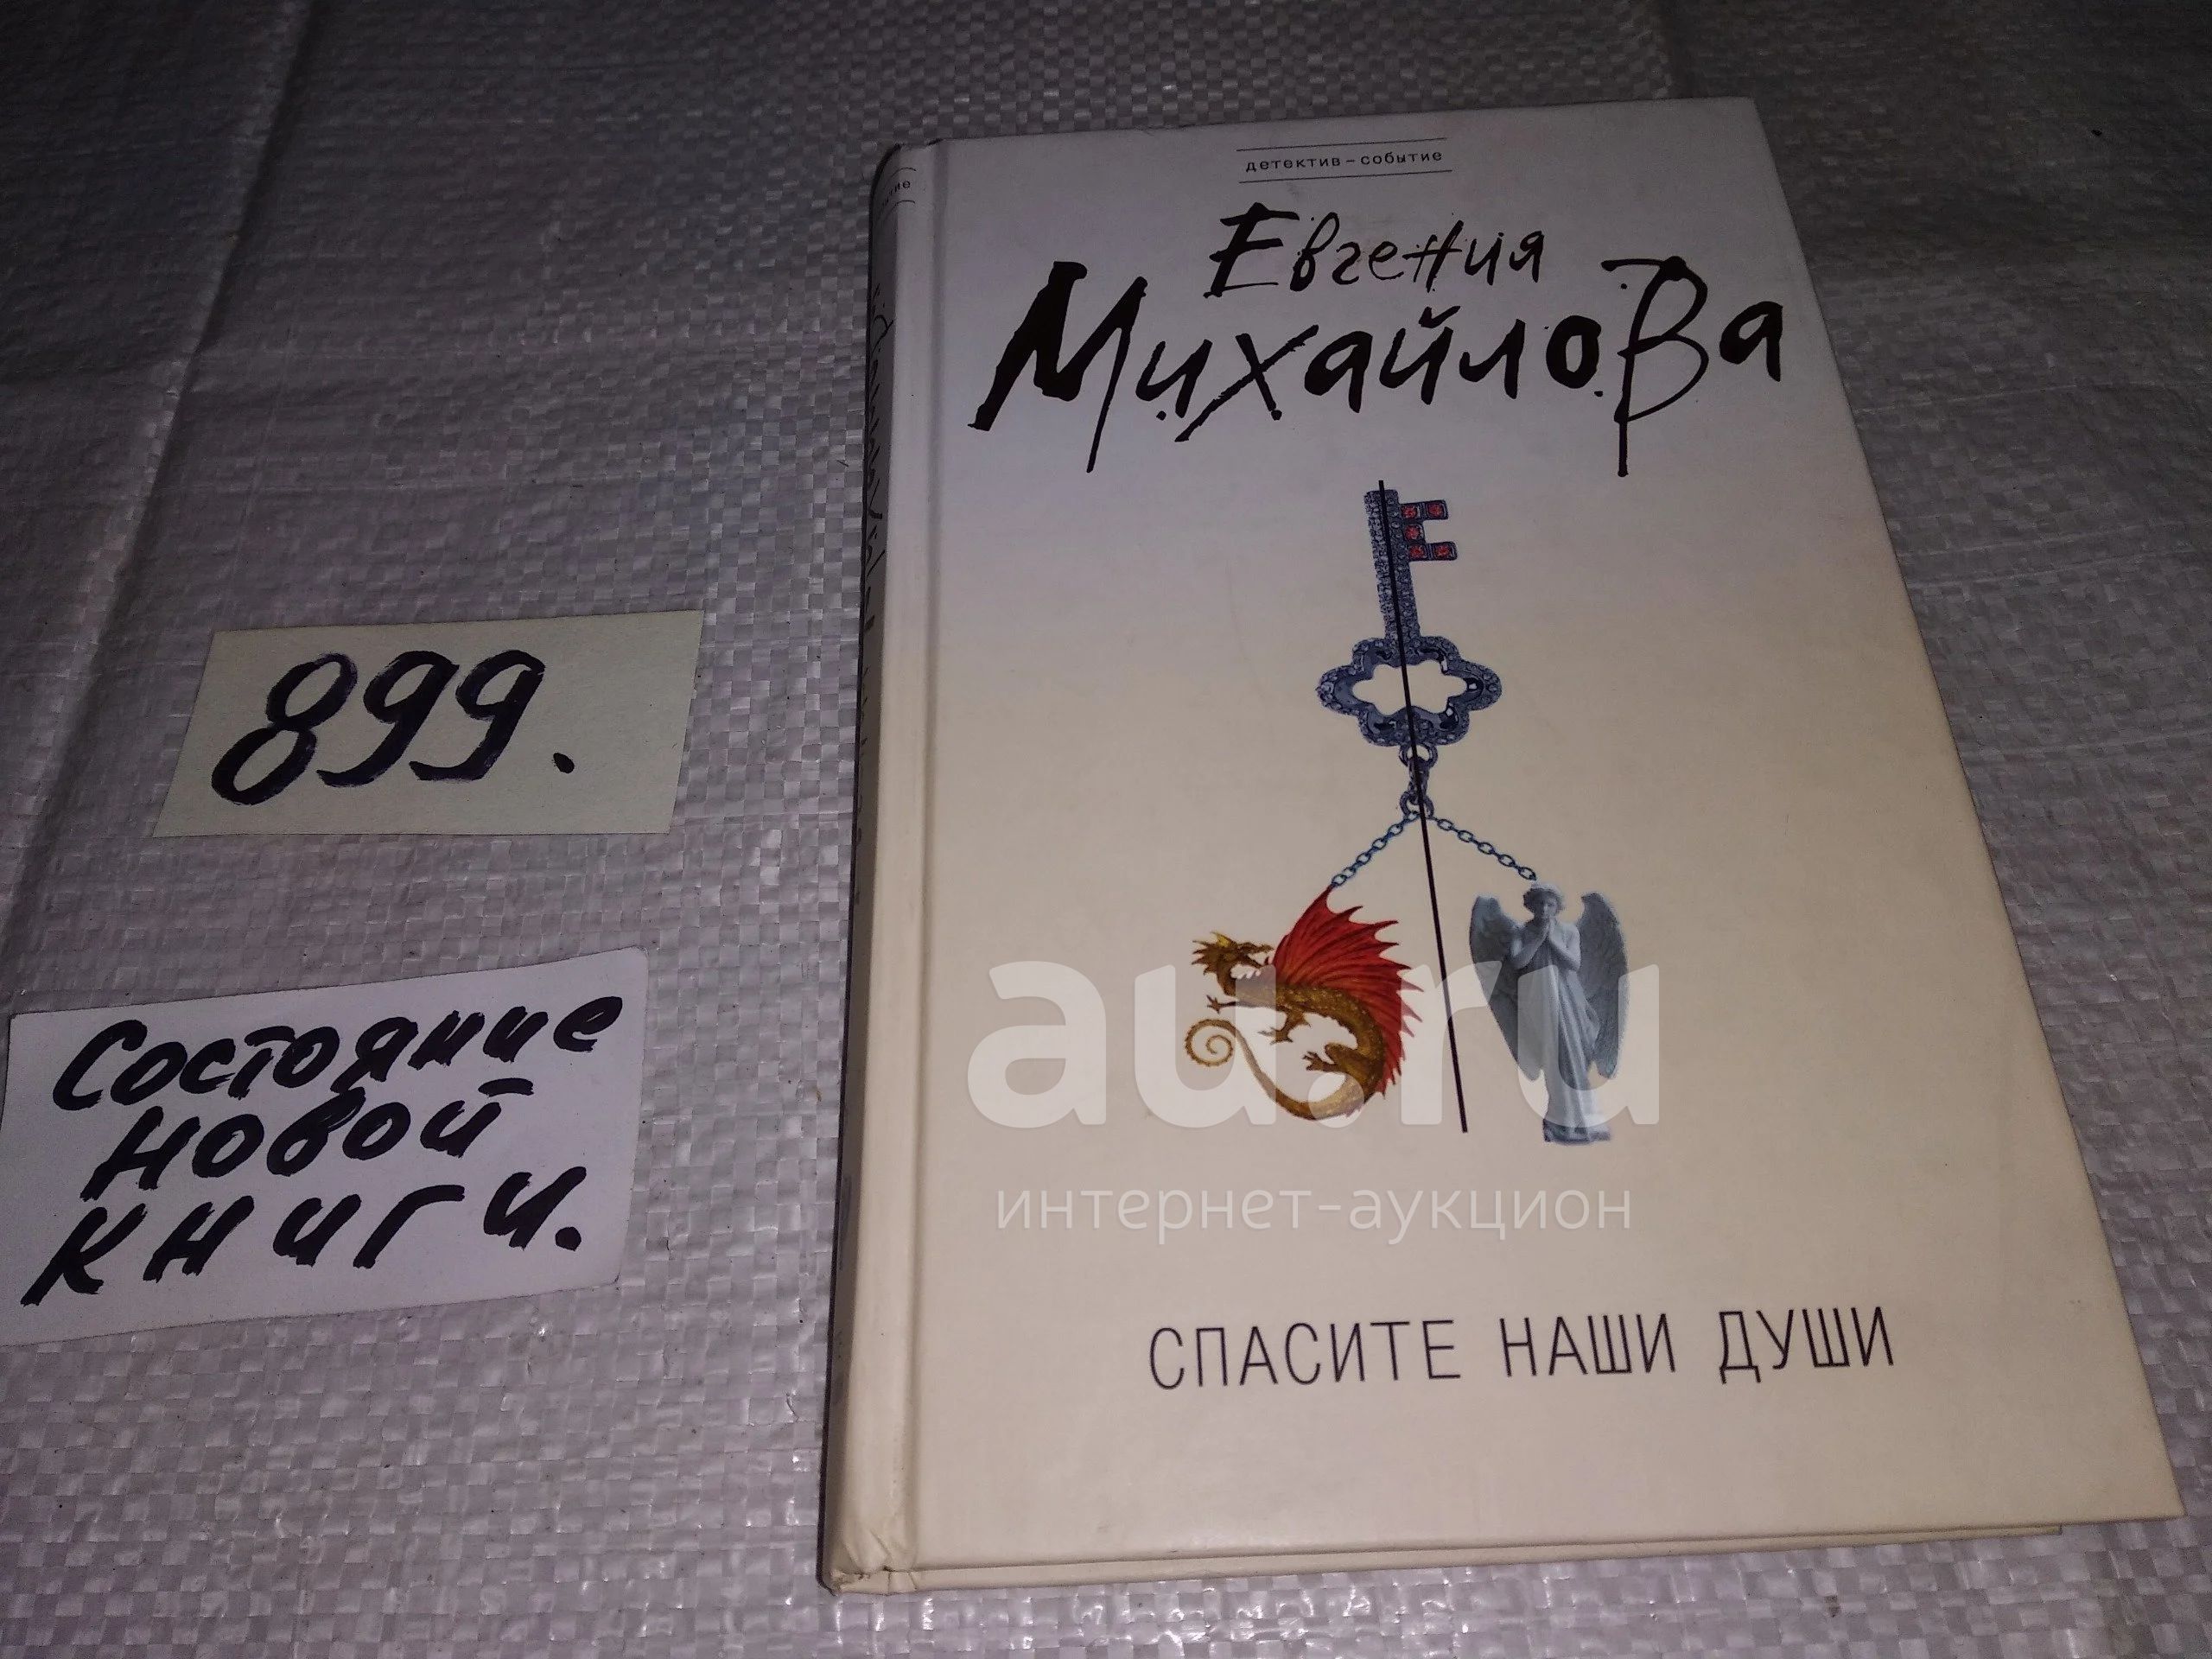 детектив-событие
Евгения
Михайлова
899.
Состояние
новой
книги.
au.ru
интернет-аукцион
СПАСИТЕ НАШИ ДУШИ